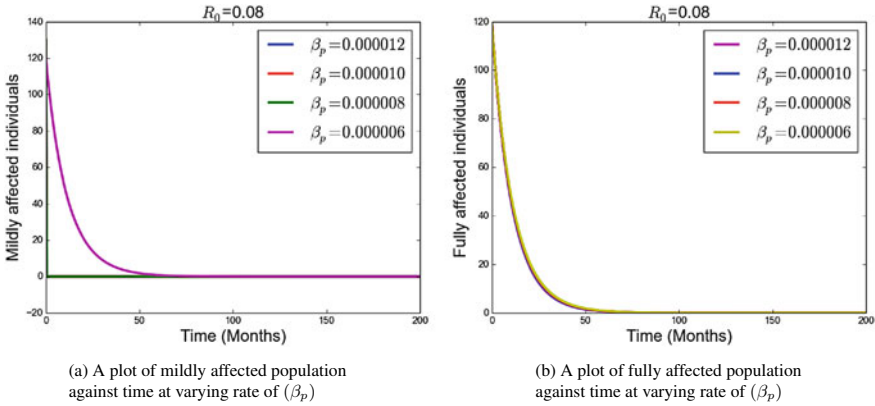 R₀=0.08
Mildly affected individuals
140
120
100
80
60
40
20
0
−20
βₚ=0.000012
βₚ=0.000010
βₚ=0.000008
βₚ=0.000006
0
50
100
150
200
Time (Months)
(a) A plot of mildly affected population
against time at varying rate of (βₚ)
R₀=0.08
Fully affected individuals
120
100
80
60
40
20
0
βₚ=0.000012
βₚ=0.000010
βₚ=0.000008
βₚ=0.000006
0
50
100
150
200
Time (Months)
(b) A plot of fully affected population
against time at varying rate of (βₚ)